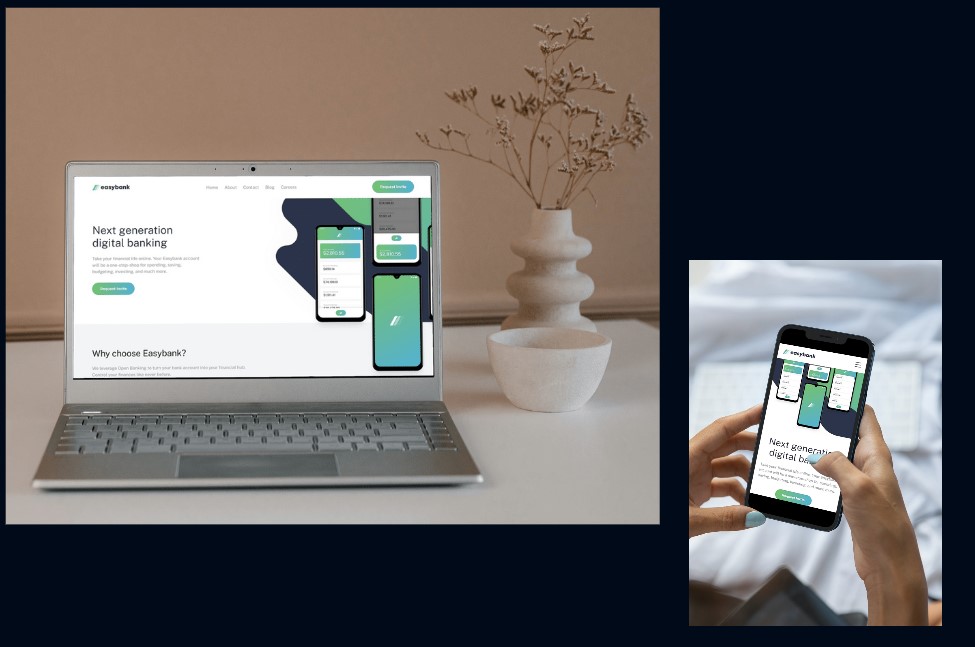 easybank
Home About Contact Blog Careers
Request Invite
Next generation
digital banking
Take your financial life online. Your Easybank account
will be a one-stop-shop for spending, saving,
budgeting, investing, and much more.
Request Invite
Why choose Easybank?
We leverage Open Banking to turn your bank account into your financial hub.
Control your finances like never before.
easybank
Next generation
digital
Request Invite